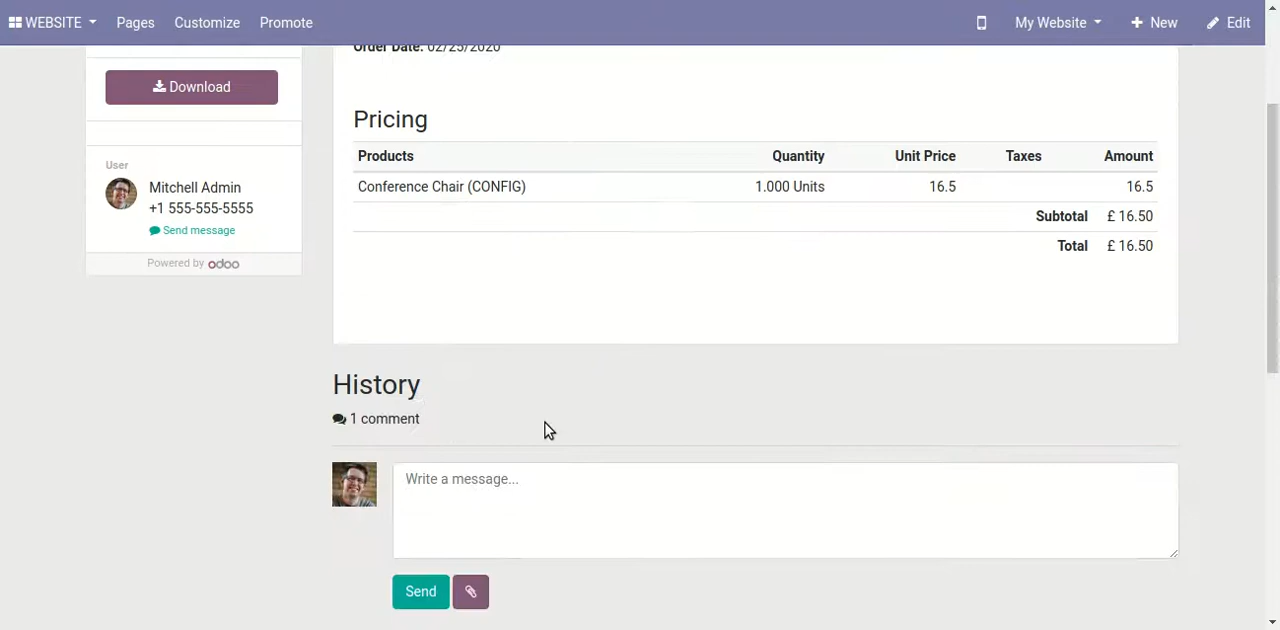 WEBSITE Pages Customize Promote My Website New Edit
Order Date: 02/25/2020
Download
Pricing
Products Quantity Unit Price Taxes Amount
Conference Chair (CONFIG) 1.000 Units 16.5 16.5
Subtotal £ 16.50
Total £ 16.50
User
Mitchell Admin
+1 555-555-5555
Send message
Powered by odoo
History
1 comment
Write a message...
Send